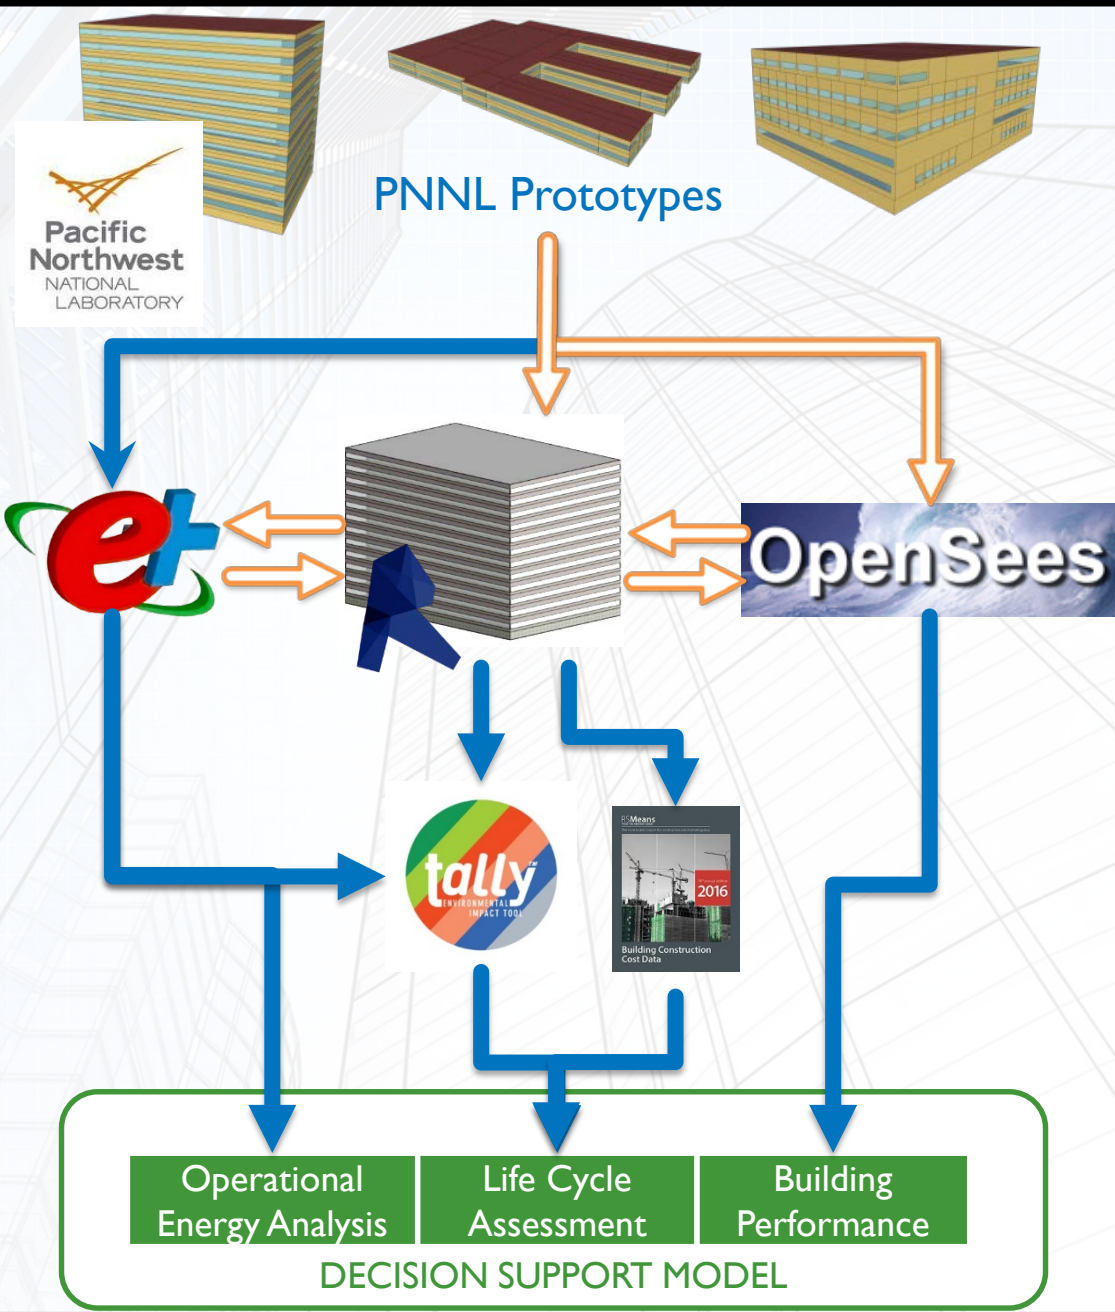 PNNL Prototypes
Pacific
Northwest
NATIONAL
LABORATORY
e+
OpenSees
tally™
ENVIRONMENTAL
IMPACT TOOL
RSMeans
2016
Building Construction
Cost Data
Operational
Energy Analysis
Life Cycle
Assessment
Building
Performance
DECISION SUPPORT MODEL